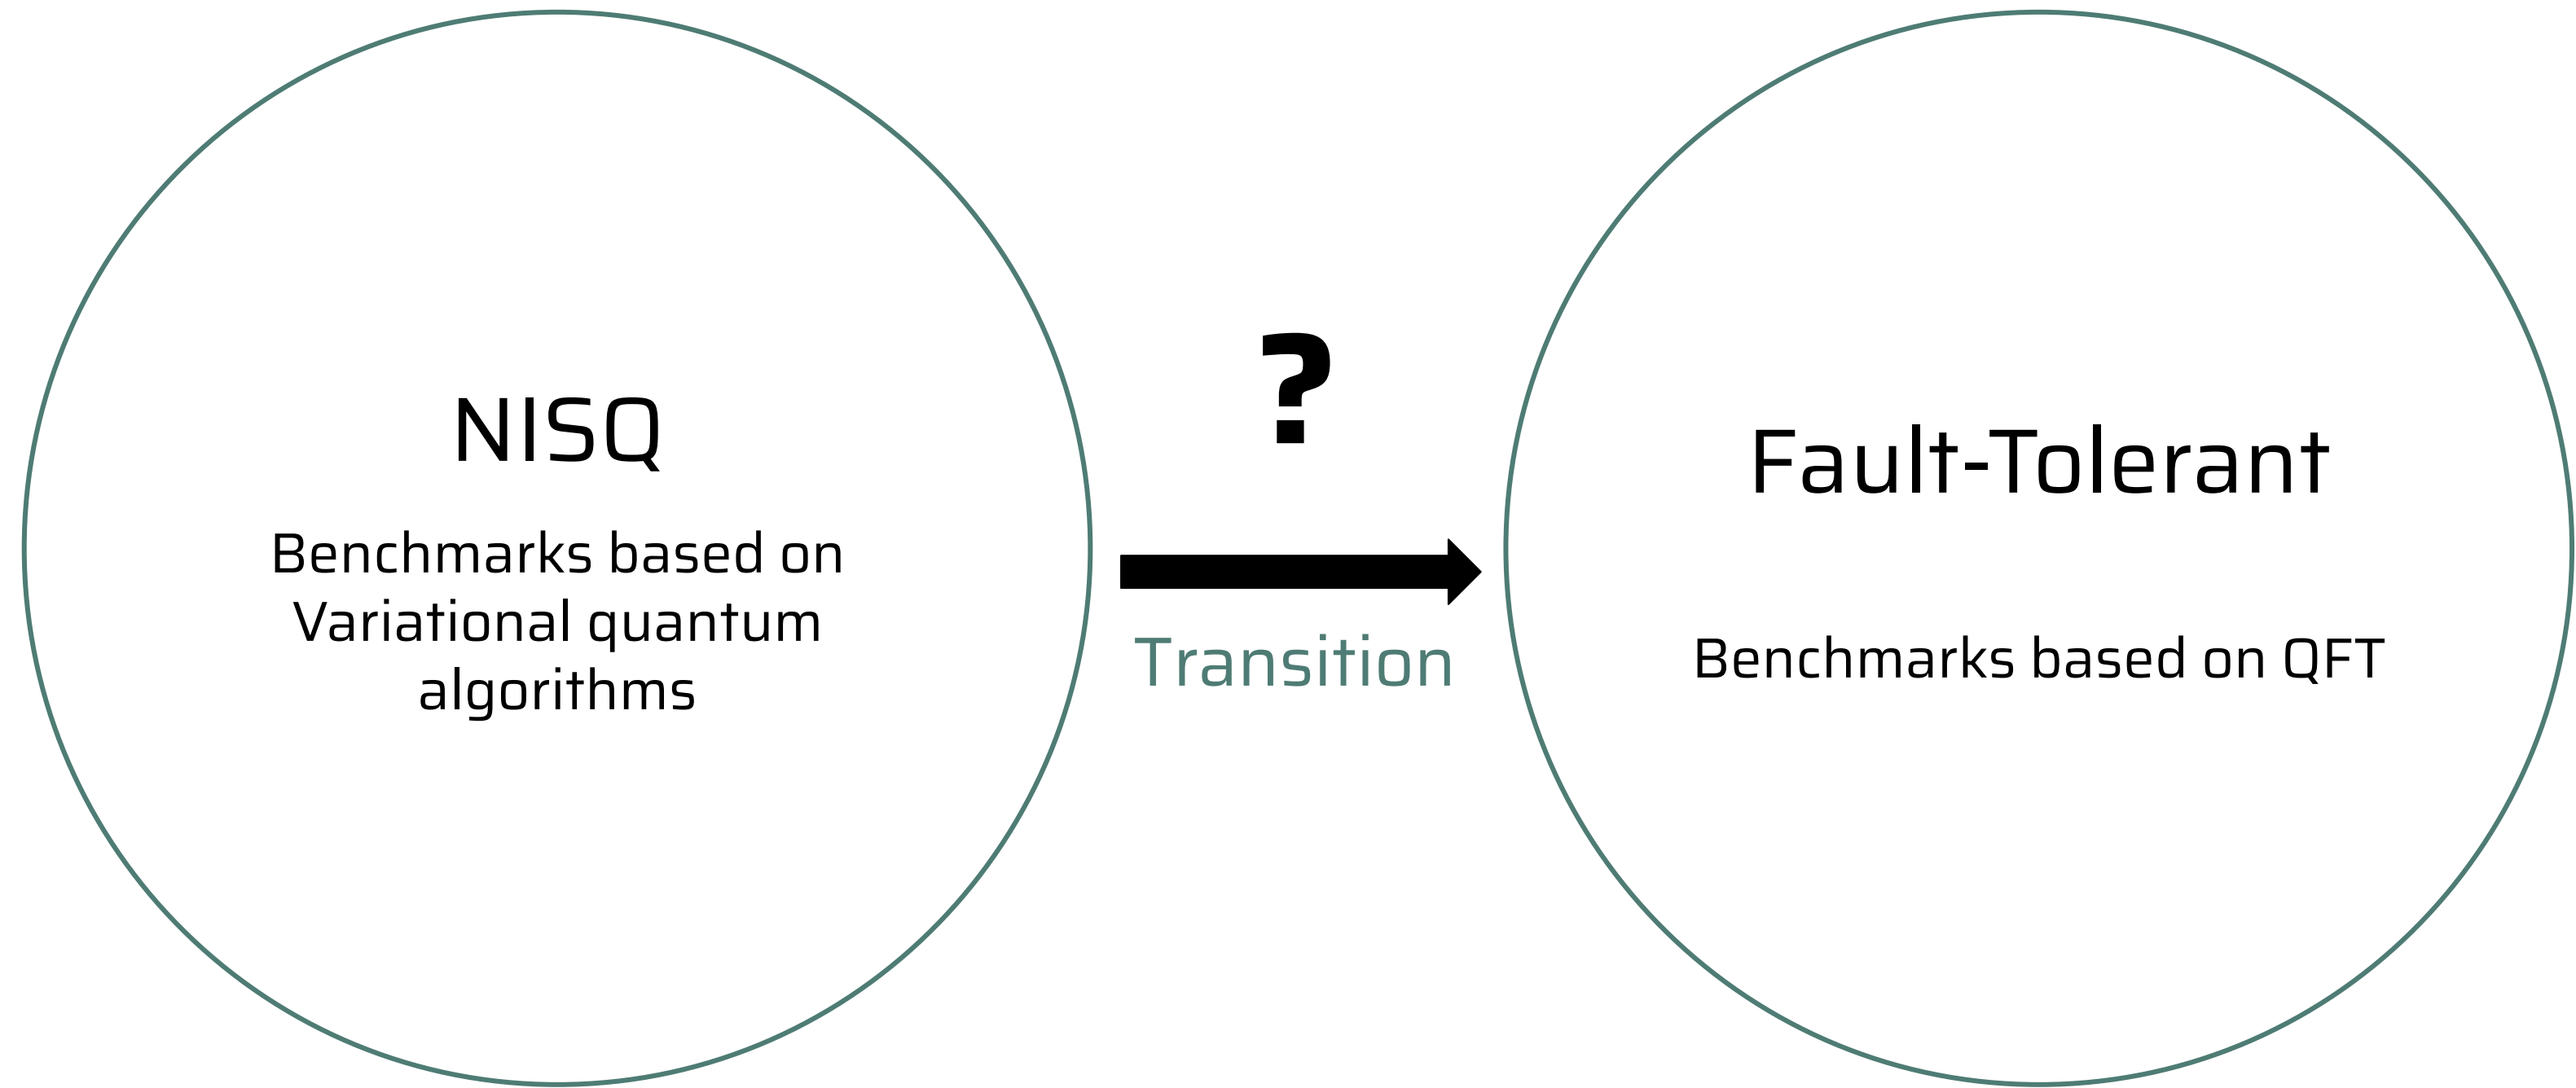 NISQ
Benchmarks based on
Variational quantum
algorithms
?
Transition
Fault-Tolerant
Benchmarks based on QFT